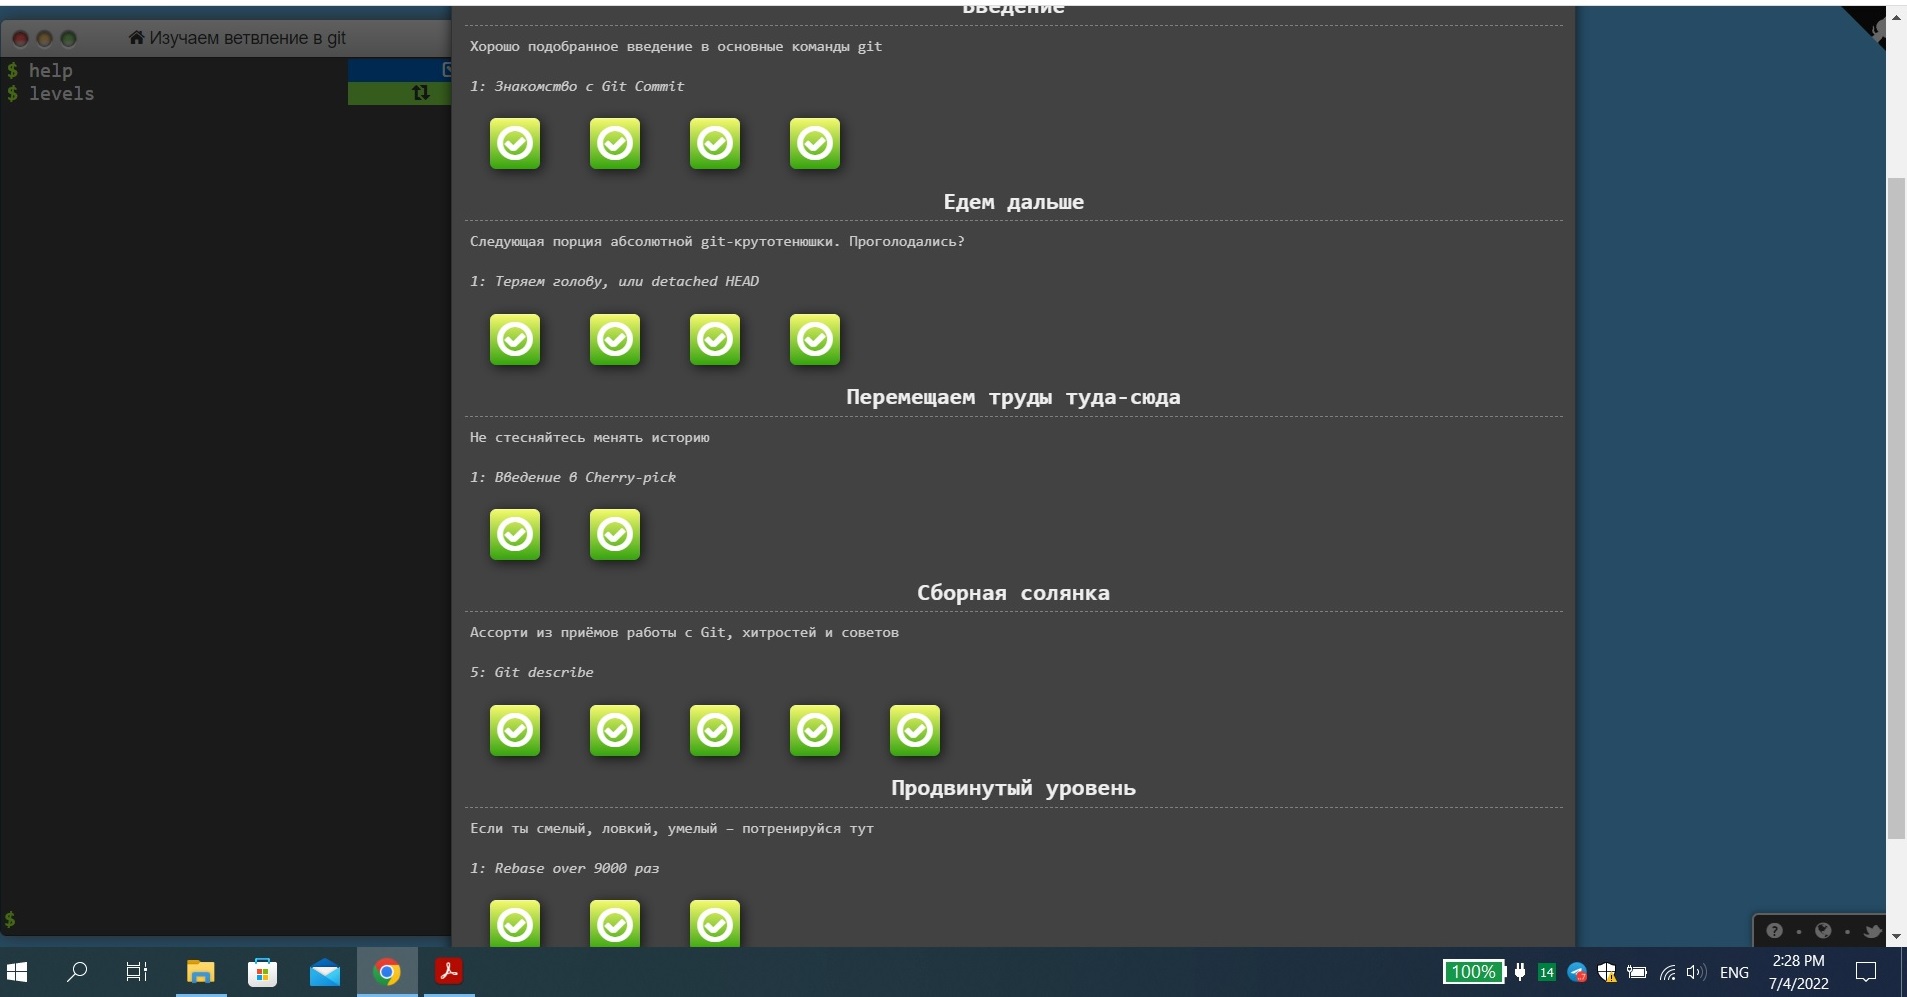 Введение
Изучаем ветвление в git
$ help
$ levels
$
Хорошо подобранное введение в основные команды git
1: Знакомство с Git Commit
Едем дальше
Следующая порция абсолютной git-крутотенюшки. Проголодались?
1: Теряем голову, или detached HEAD
Перемещаем труды туда-сюда
Не стесняйтесь менять историю
1: Введение в Cherry-pick
Сборная солянка
Ассорти из приёмов работы с Git, хитростей и советов
5: Git describe
Продвинутый уровень
Если ты смелый, ловкий, умелый – потренируйся тут
1: Rebase over 9000 раз
100%
14
ENG
2:28 PM
7/4/2022